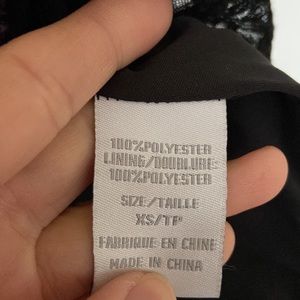 100%POLYESTER
LINING/DOUBLURE:
100%POLYESTER
SIZE/TAILLE
XS/TP
FABRIQUE EN CHINE
MADE IN CHINA